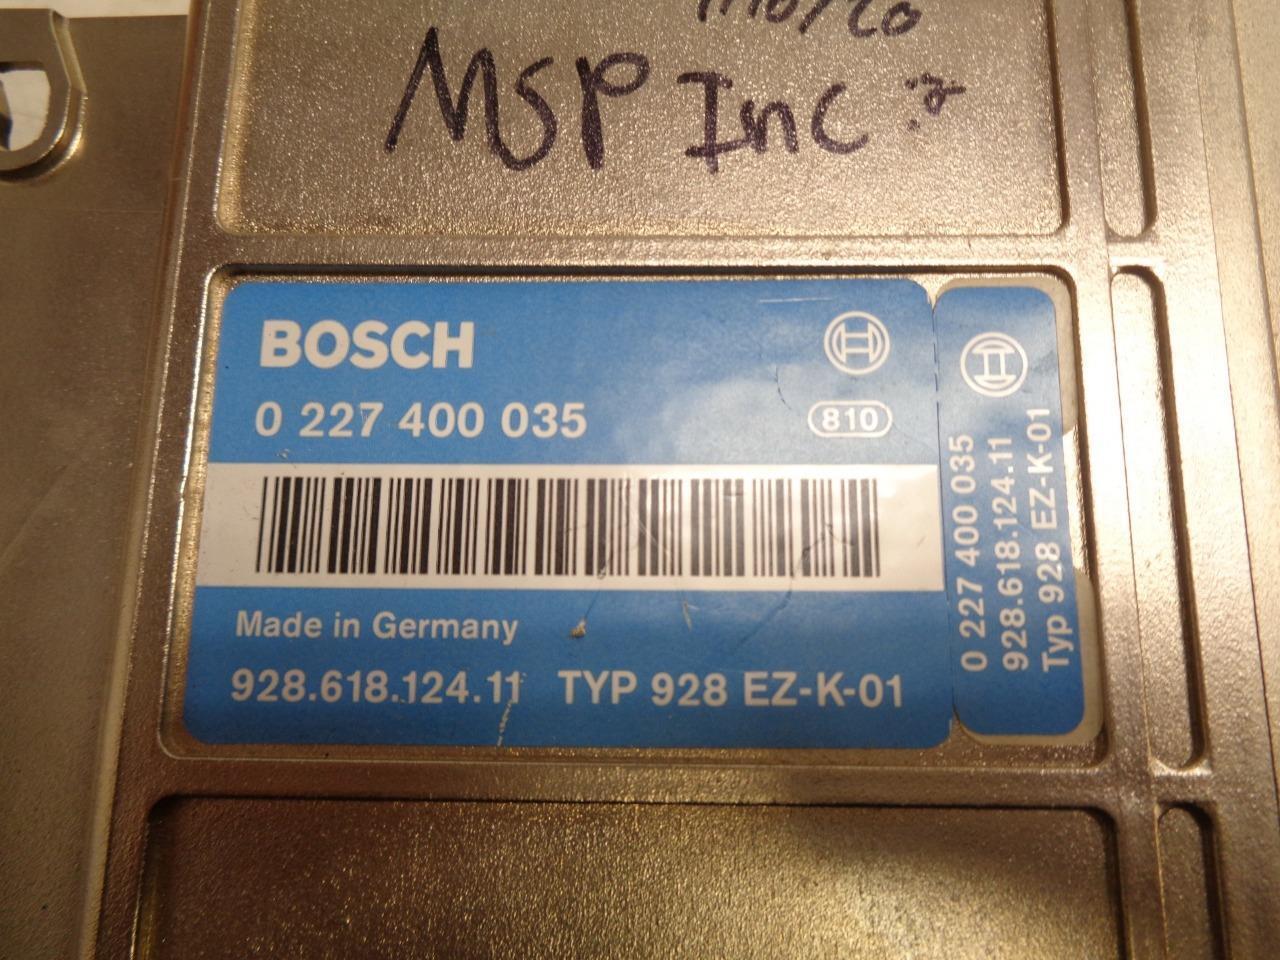 MSP Inc
BOSCH
0 227 400 035
810
Made in Germany
928.618.124.11 TYP 928 EZ-K-01
0 227 400 035
928.618.124.11
Typ 928 EZ-K-01